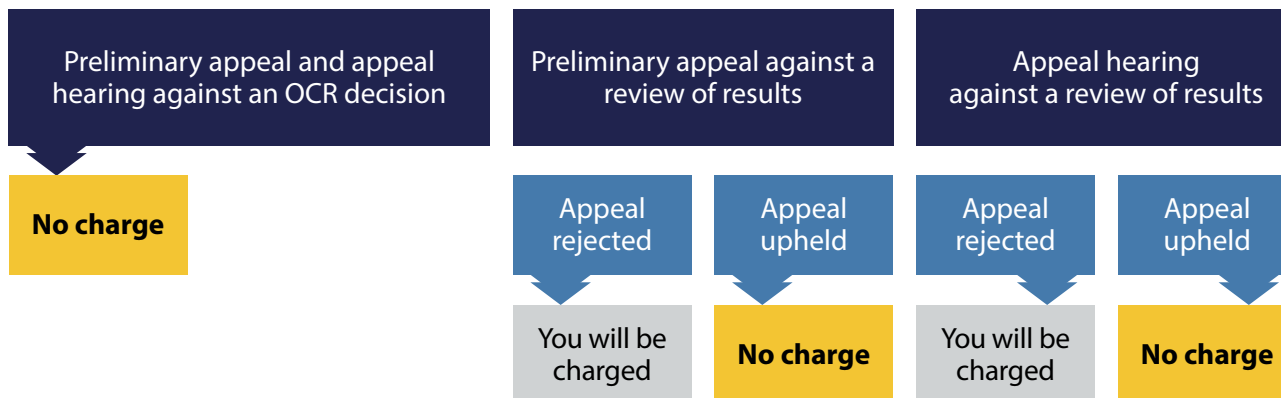 Preliminary appeal and appeal
hearing against an OCR decision
No charge
Preliminary appeal against a
review of results
Appeal
rejected
You will be
charged
Appeal
upheld
No charge
Appeal hearing
against a review of results
Appeal
rejected
You will be
charged
Appeal
upheld
No charge